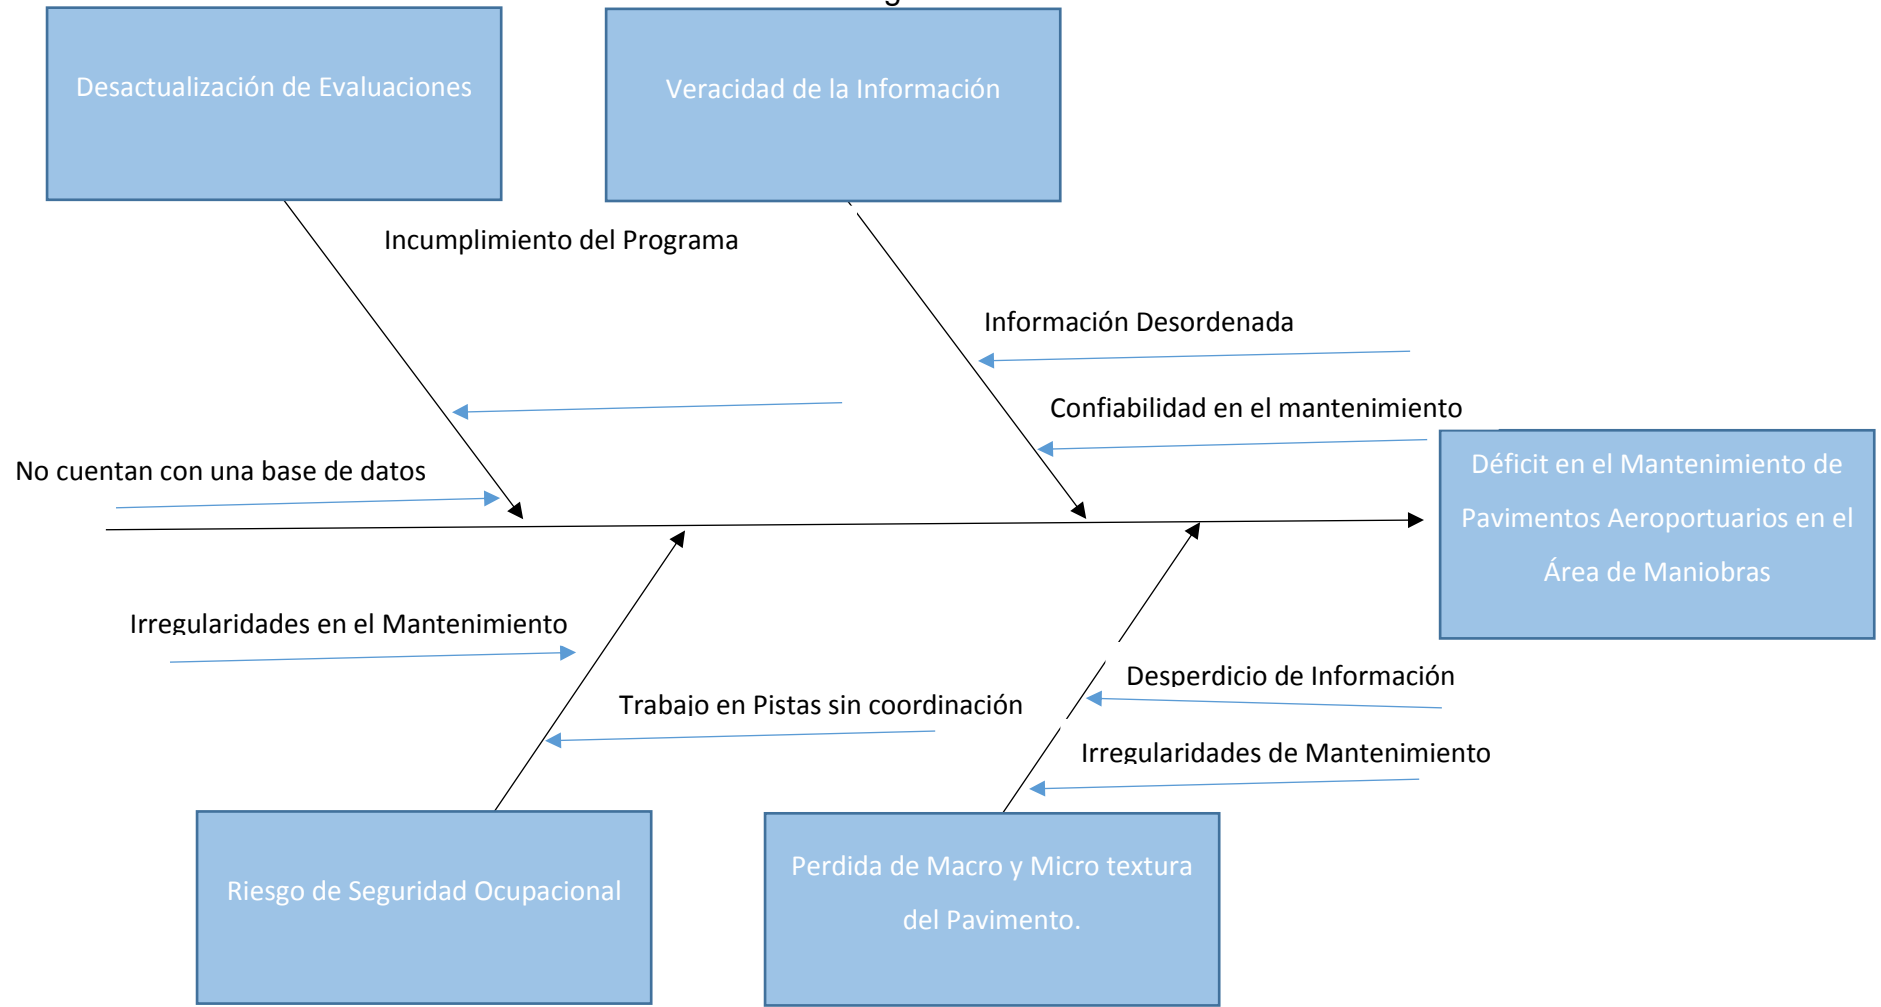 Desactualización de Evaluaciones
Veracidad de la Información
Incumplimiento del Programa
Información Desordenada
Confiabilidad en el mantenimiento
No cuentan con una base de datos
Déficit en el Mantenimiento de
Pavimentos Aeroportuarios en el
Área de Maniobras
Irregularidades en el Mantenimiento
Desperdicio de Información
Trabajo en Pistas sin coordinación
Irregularidades de Mantenimiento
Riesgo de Seguridad Ocupacional
Perdida de Macro y Micro textura
del Pavimento.